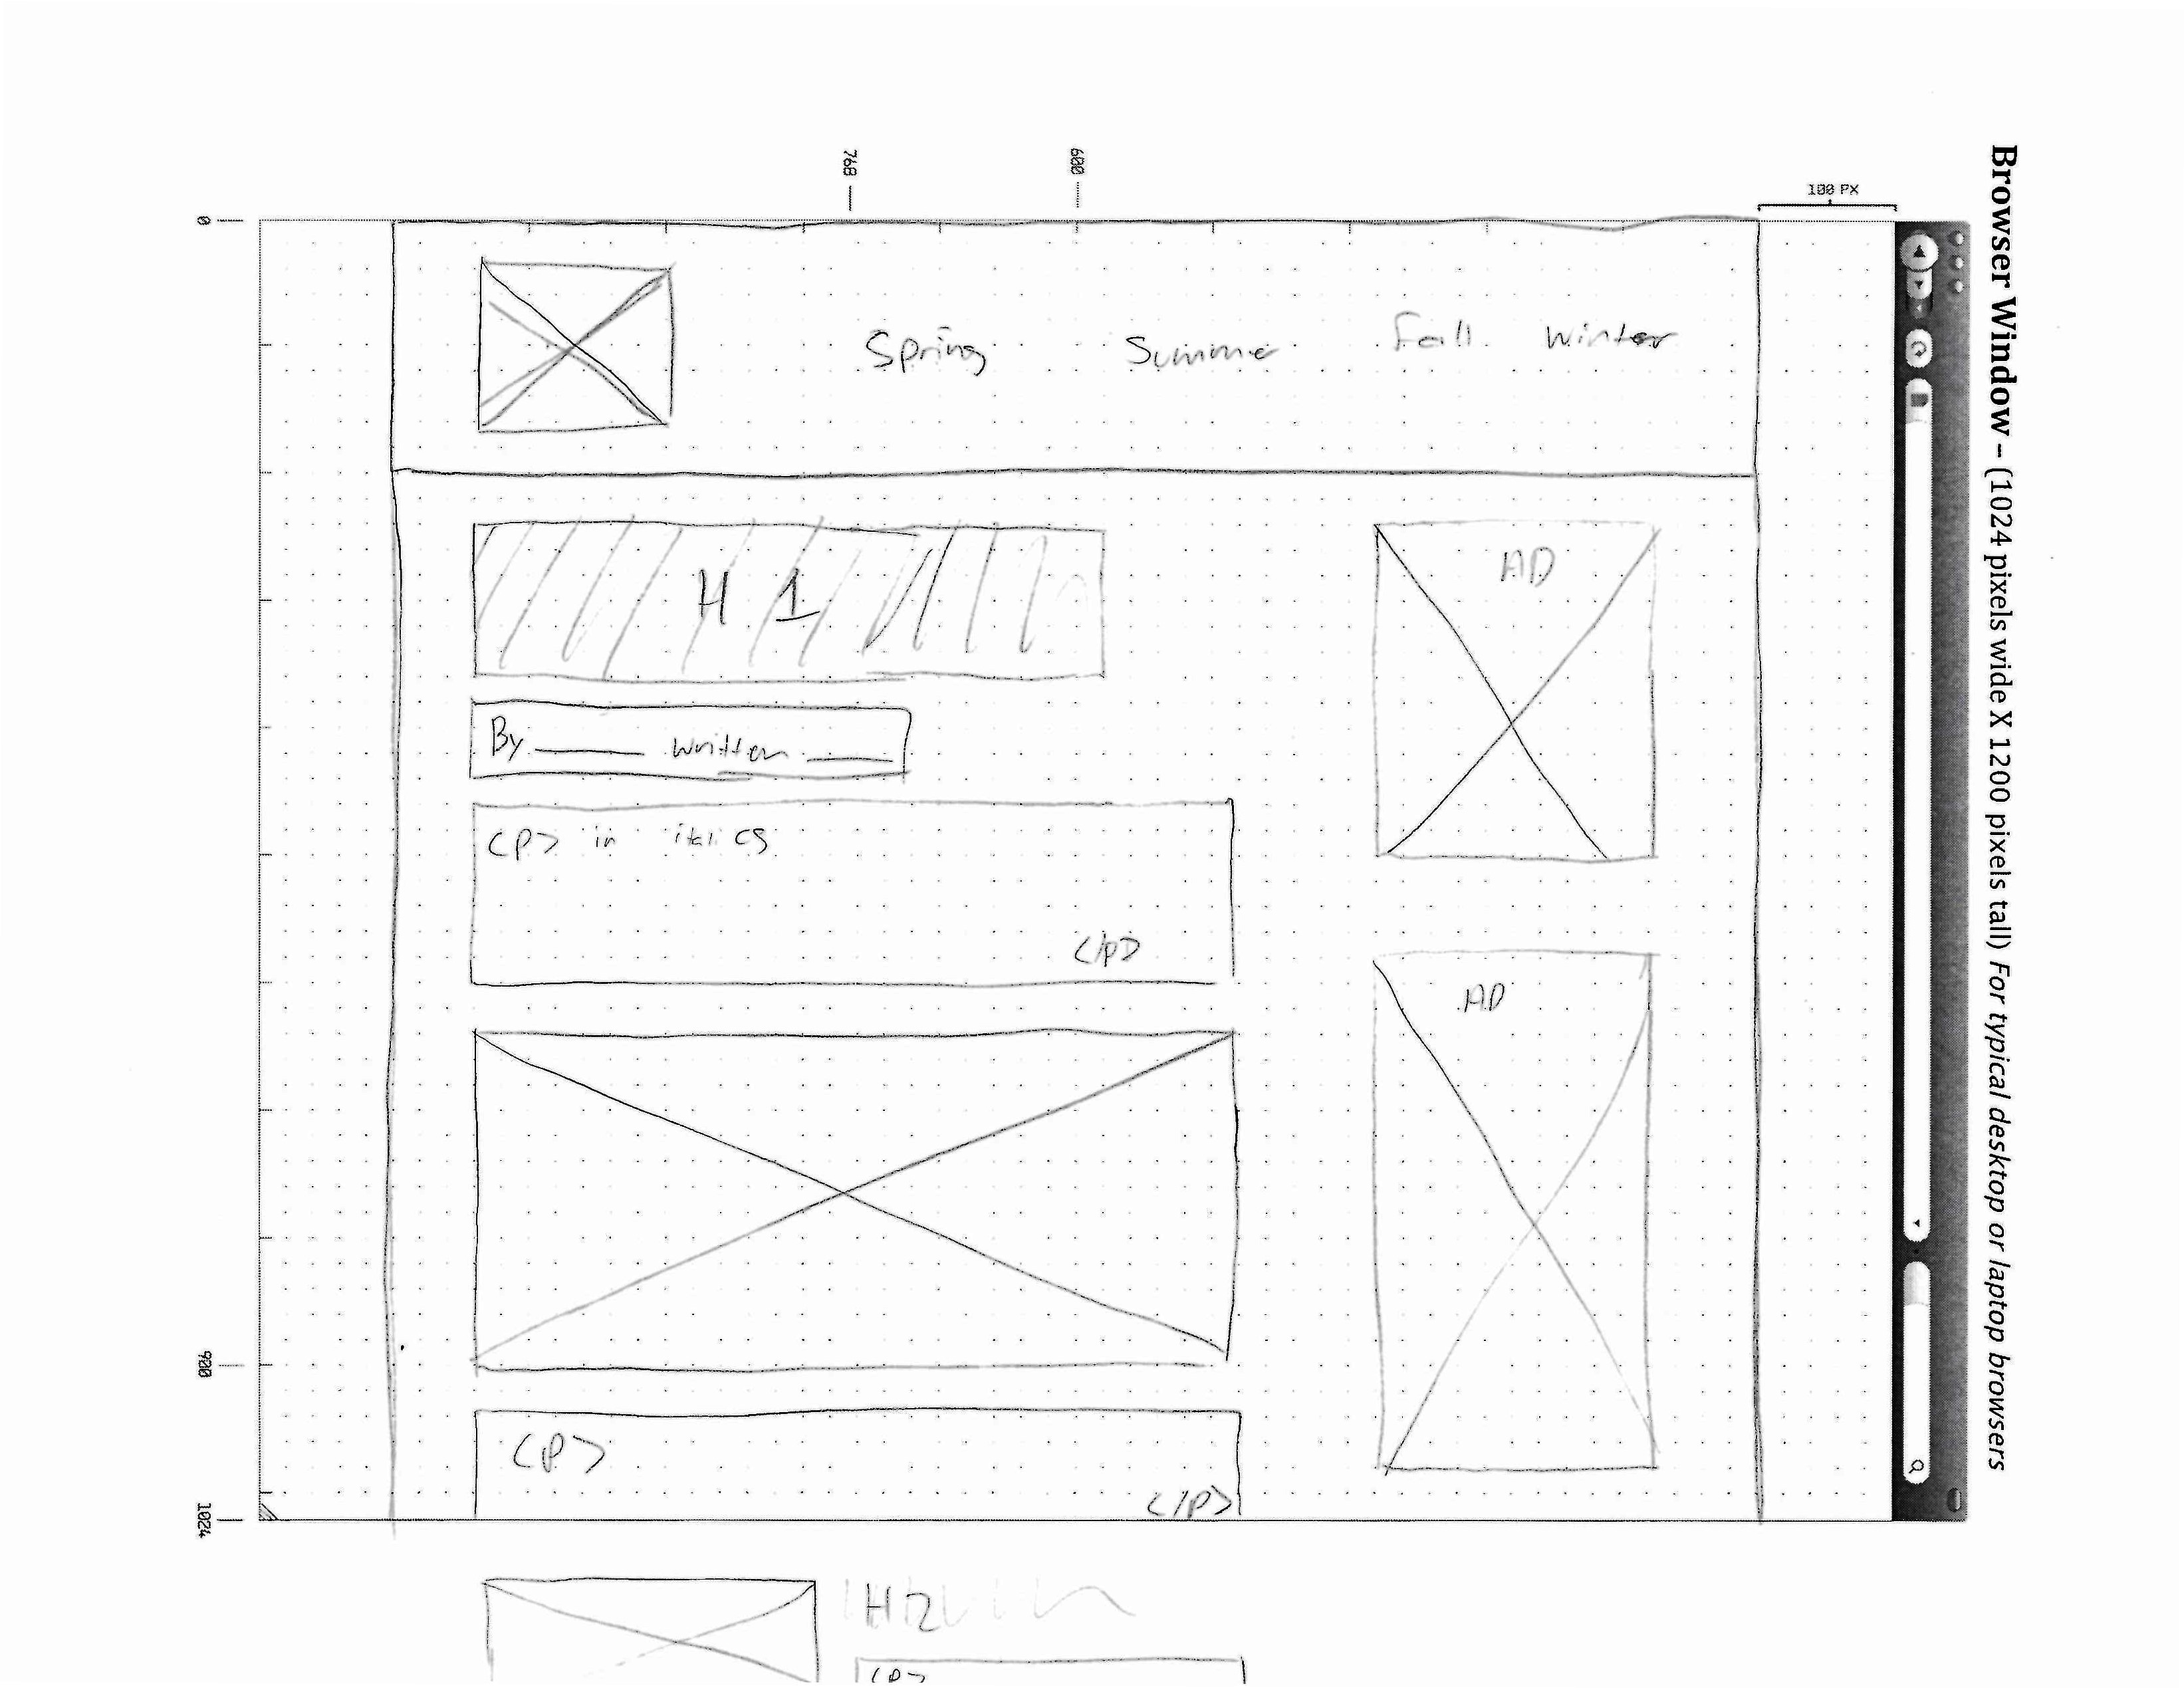 Browser Window – (1024 pixels wide X 1200 pixels tall) For typical desktop or laptop browsers
100 PX
600
768
0
900
1024
Spring Summer Fall Winter
H 1
AD
By ______ written _____
<P> in italics
</P>
AD
<P>
</P>
H2
<P>